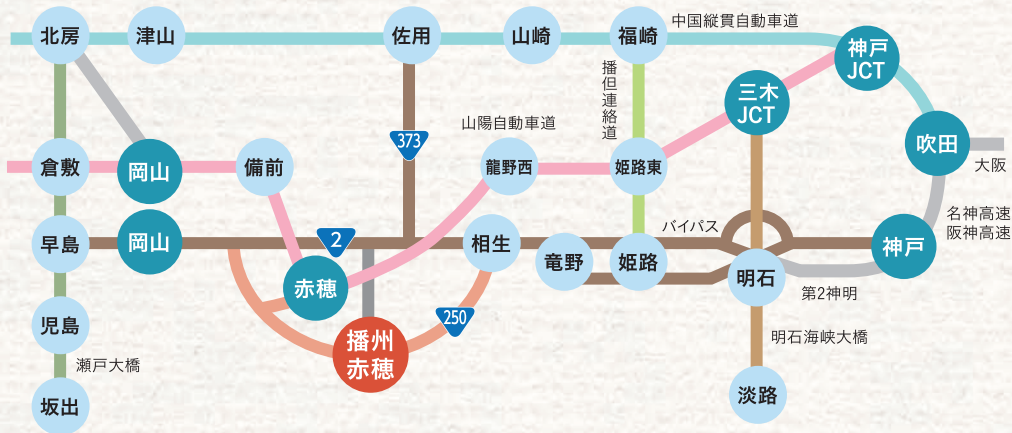 北房
津山
佐用
山崎
福崎
中国縦貫自動車道
神戸
JCT
三木
JCT
播但連絡道
373
山陽自動車道
吹田
大阪
倉敷
岡山
備前
龍野西
姫路東
名神高速
阪神高速
バイパス
早島
岡山
2
相生
竜野
姫路
明石
神戸
第2神明
赤穂
250
播州
赤穂
児島
瀬戸大橋
明石海峡大橋
坂出
淡路